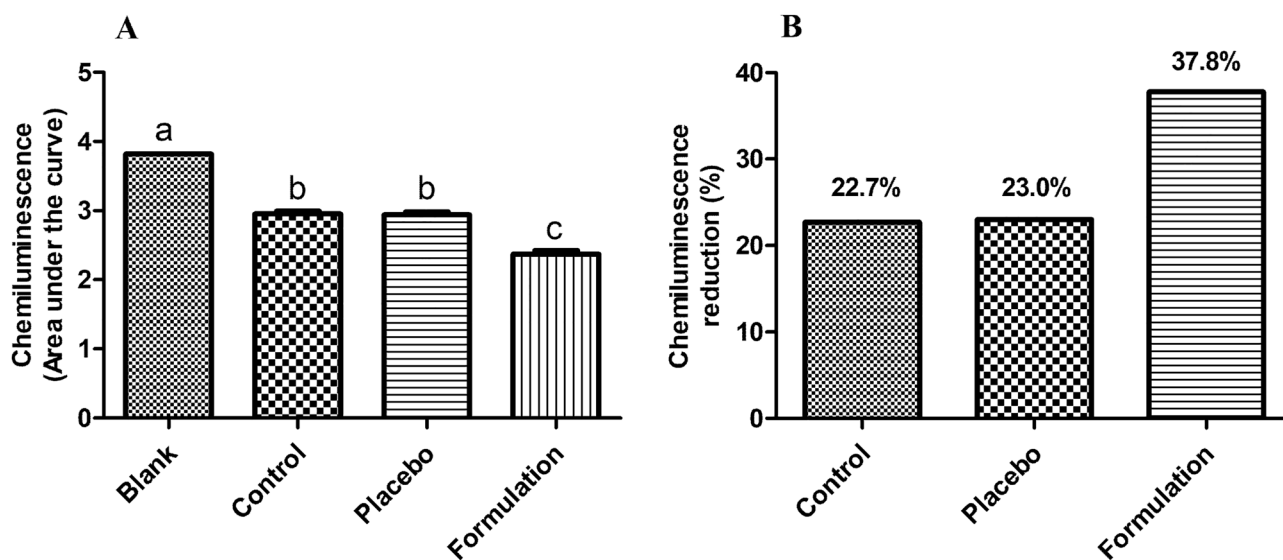 A
Chemiluminescence
(Area under the curve)
5
4
3
2
1
0
a
b
b
c
Blank
Control
Placebo
Formulation
B
Chemiluminescence
reduction (%)
40
30
20
10
0
22.7%
23.0%
37.8%
Control
Placebo
Formulation